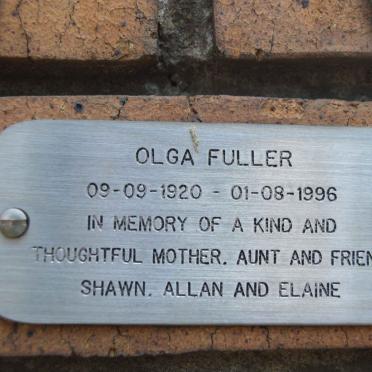 OLGA FULLER
09-09-1920 - 01-08-1996
IN MEMORY OF A KIND AND
THOUGHTFUL MOTHER. AUNT AND FRIEN
SHAWN. ALLAN AND ELAINE